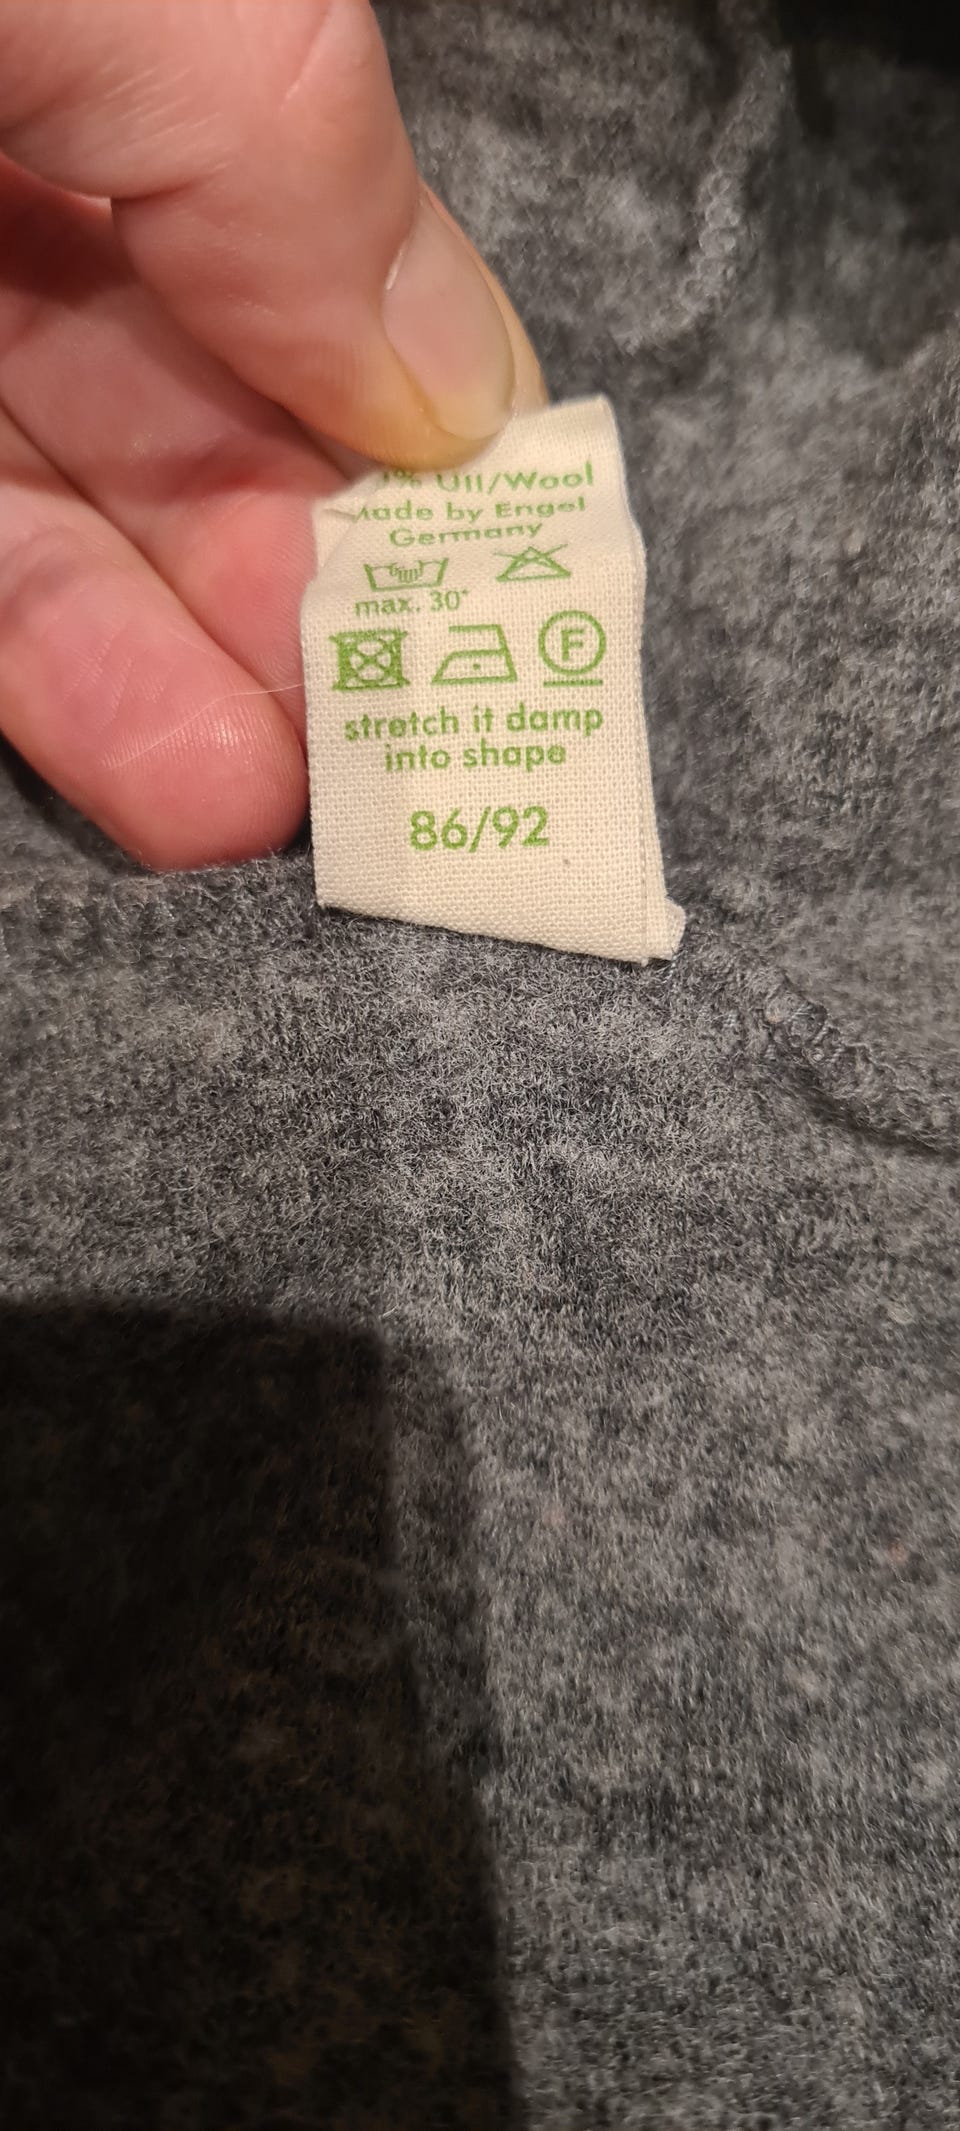 % Ull/Wool
Made by Engel
Germany
max. 30°
F
stretch it damp
into shape
86/92